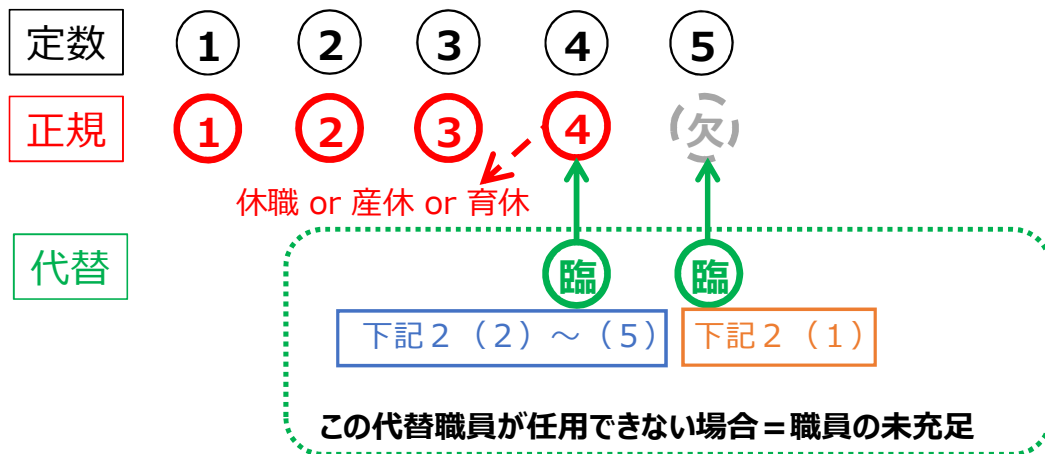 定数 1 2 3 4 5
正規 1 2 3 4 欠
休職 or 産休 or 育休
代替 臨 臨
下記2（2）～（5） 下記2（1）
この代替職員が任用できない場合＝職員の未充足